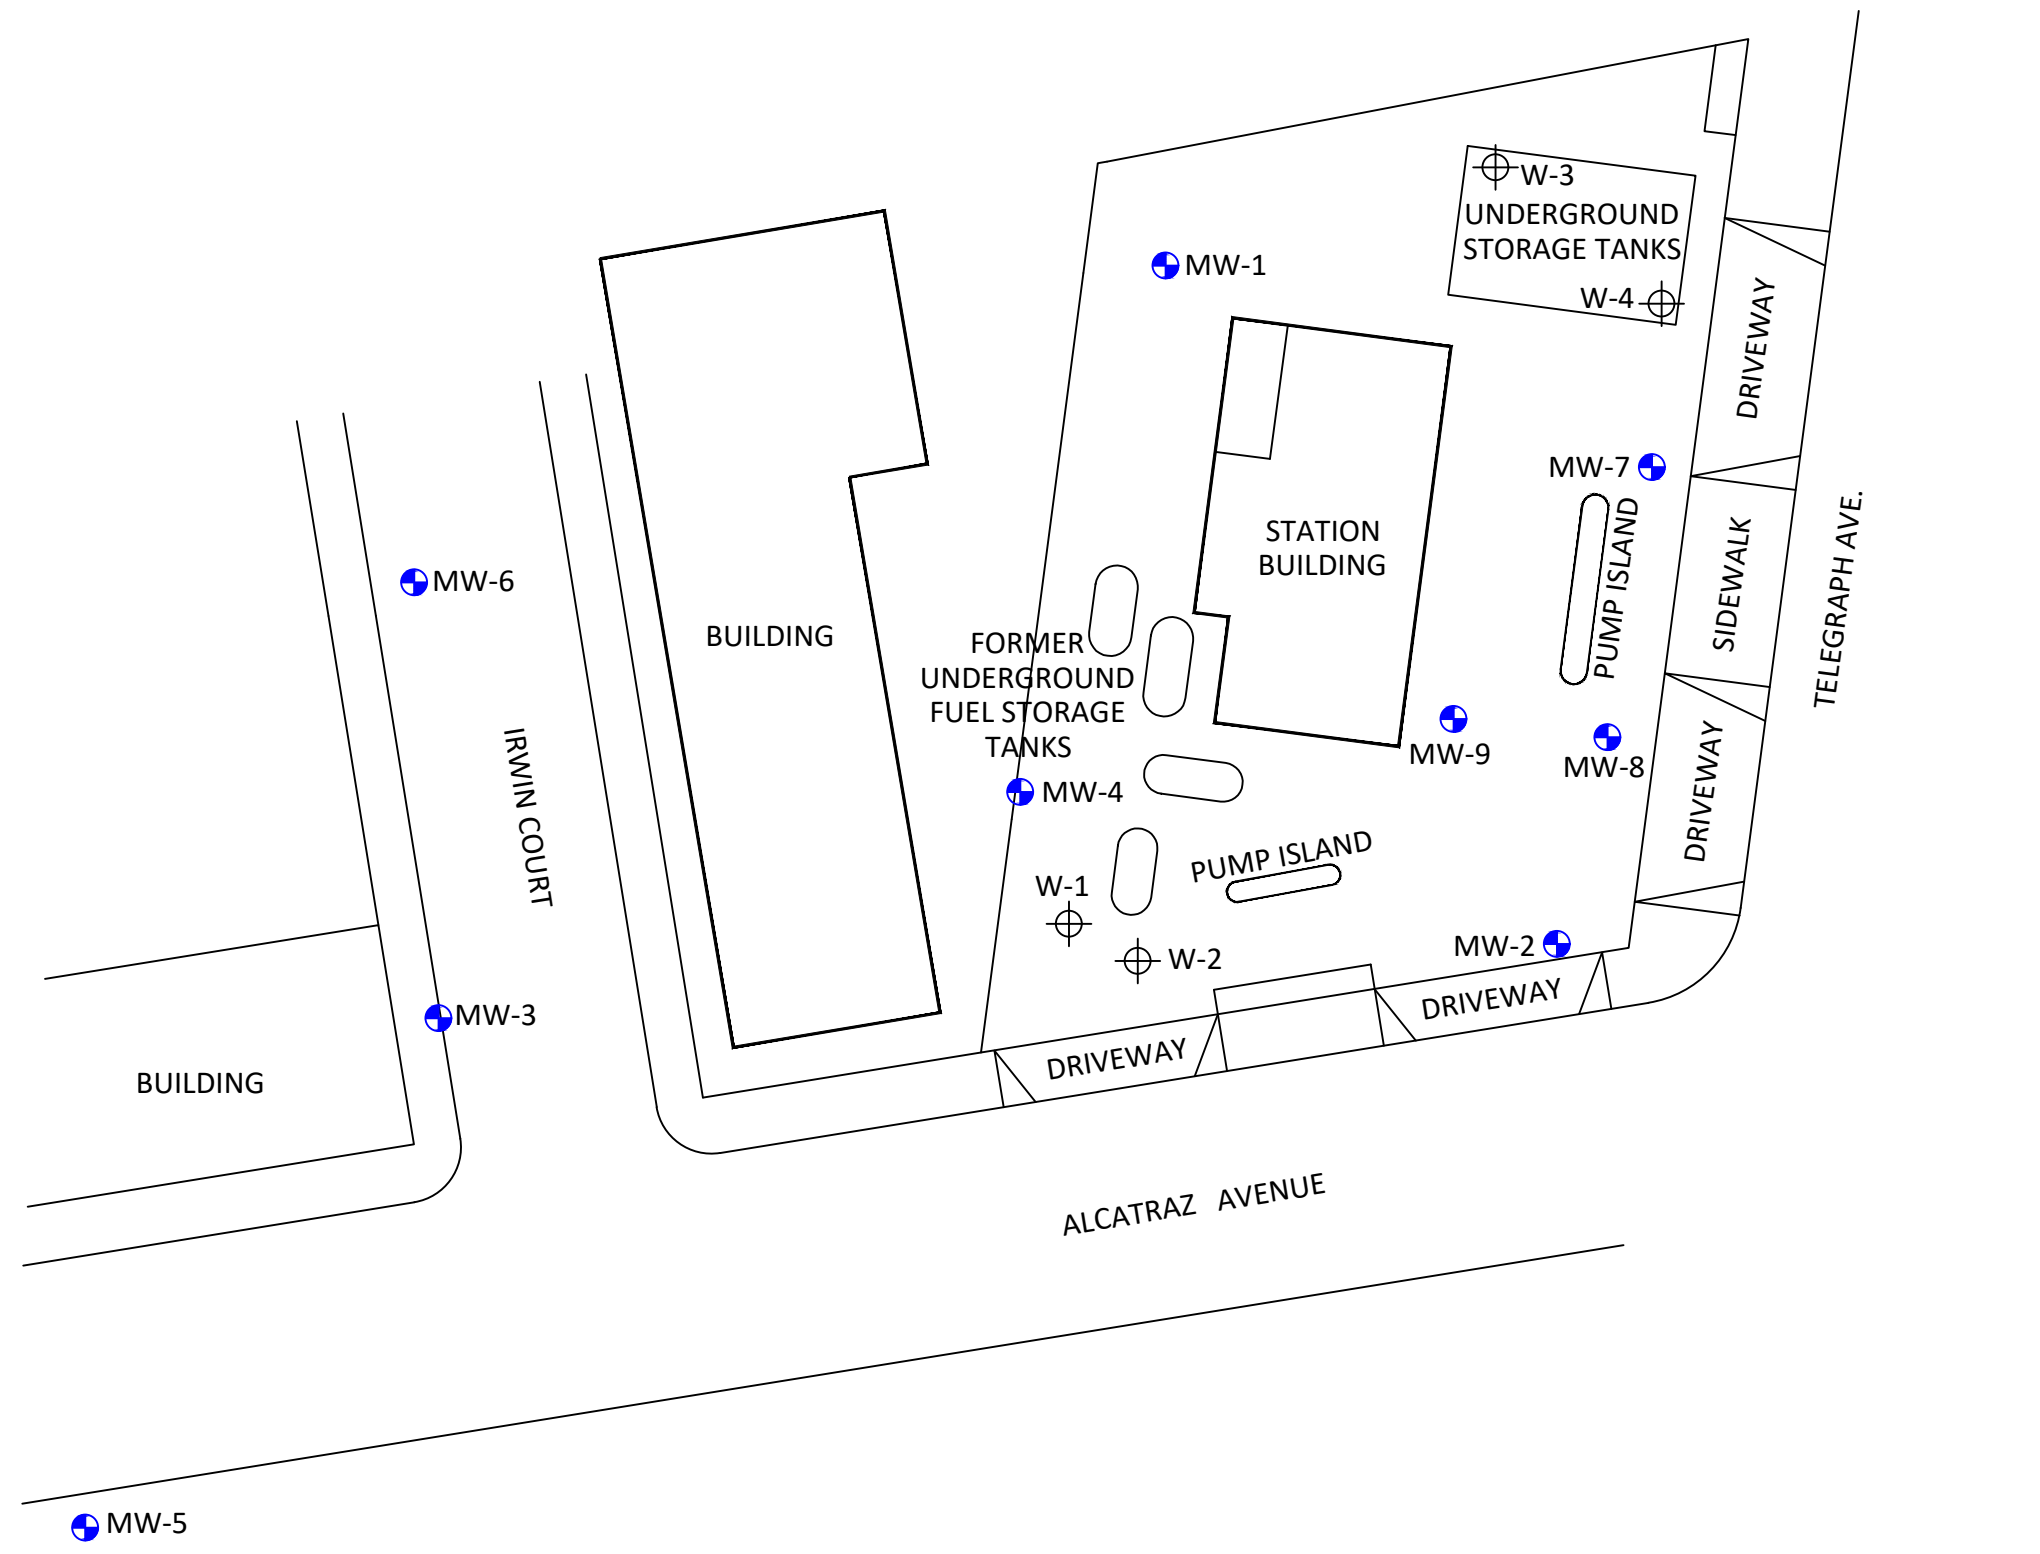 W-3
UNDERGROUND
STORAGE TANKS
W-4
MW-1
DRIVEWAY
MW-7
PUMP ISLAND
SIDEWALK
TELEGRAPH AVE.
STATION
BUILDING
MW-6
BUILDING
FORMER
UNDERGROUND
FUEL STORAGE
TANKS
MW-9
MW-8
DRIVEWAY
MW-4
IRWIN COURT
PUMP ISLAND
W-1
W-2
MW-2
DRIVEWAY
DRIVEWAY
MW-3
BUILDING
ALCATRAZ AVENUE
MW-5